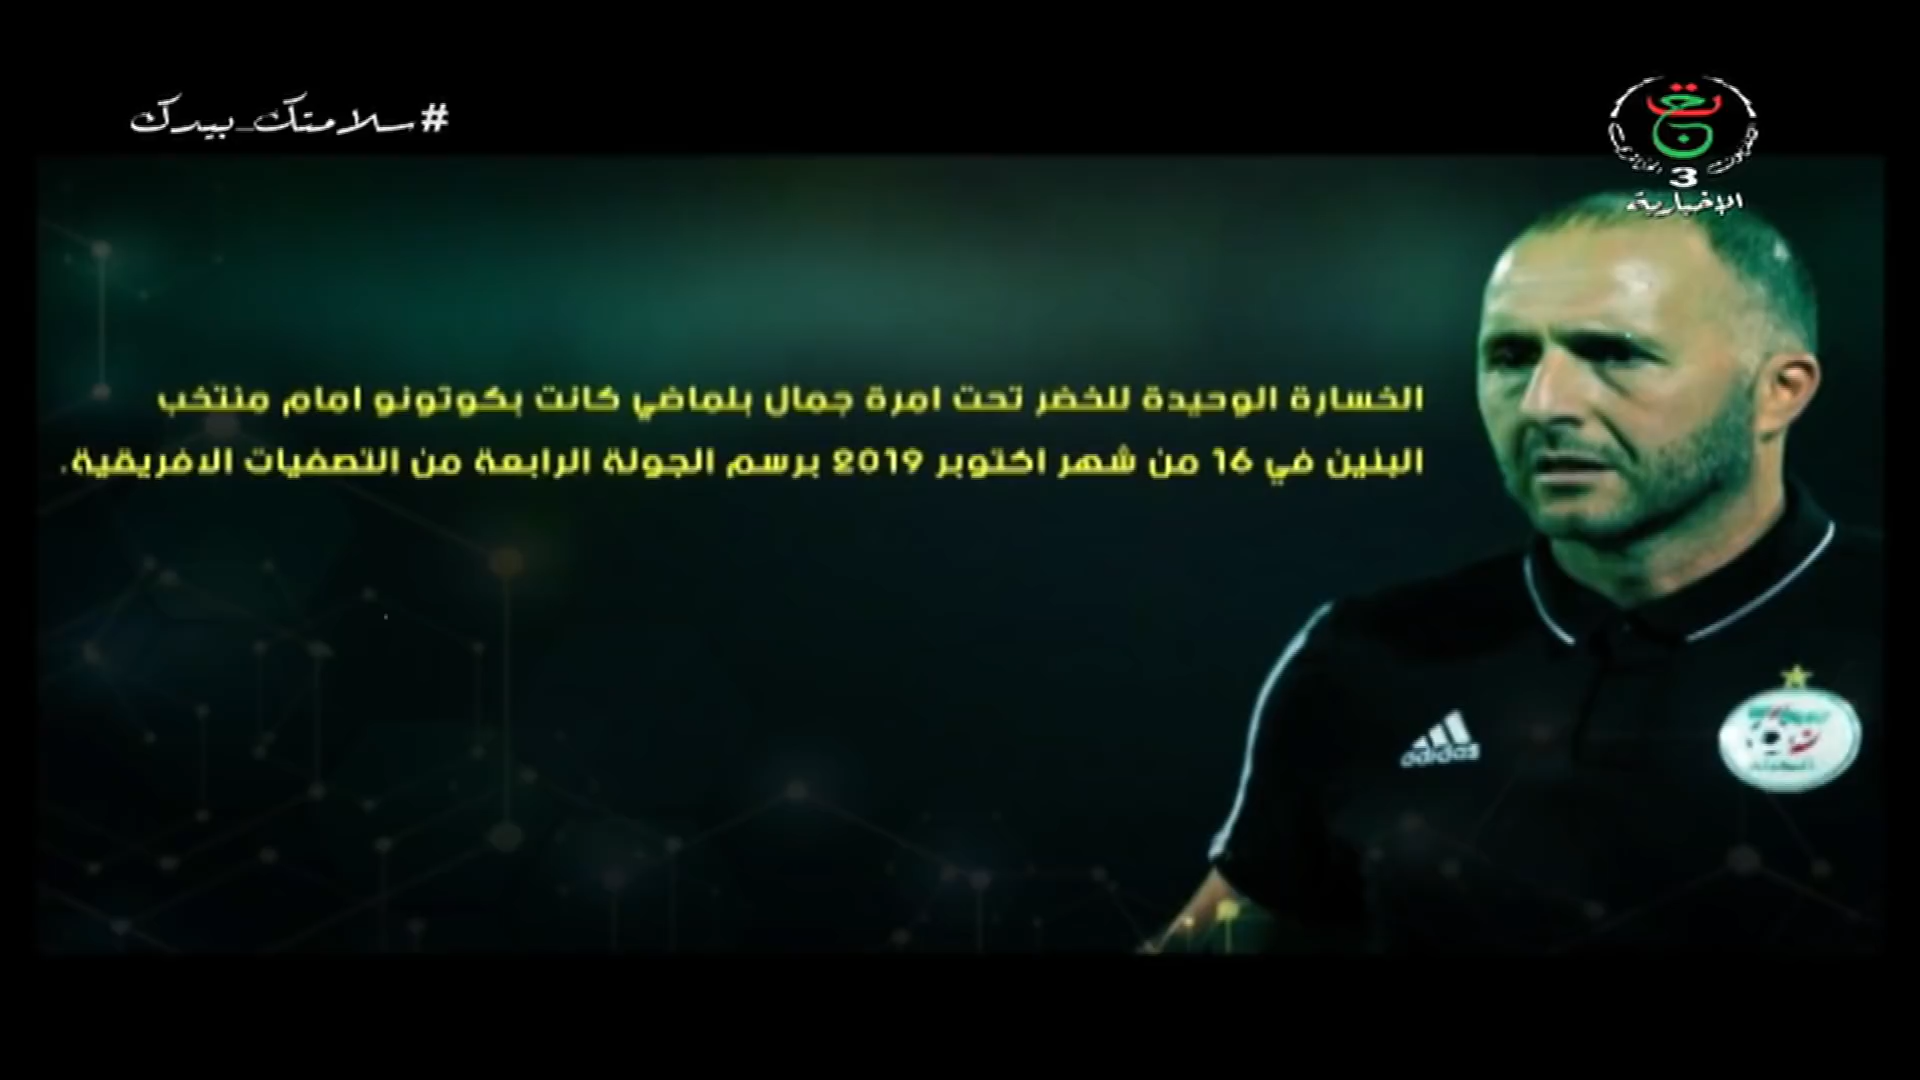 #سلامتك_بيدك
3
الإخبارية
الخسارة الوحيدة للخضر تحت امرة جمال بلماضي كانت بكوتونو امام منتخب
البنين في 16 من شهر اكتوبر 2019 برسم الجولة الرابعة من التصفيات الافريقية.
adidas